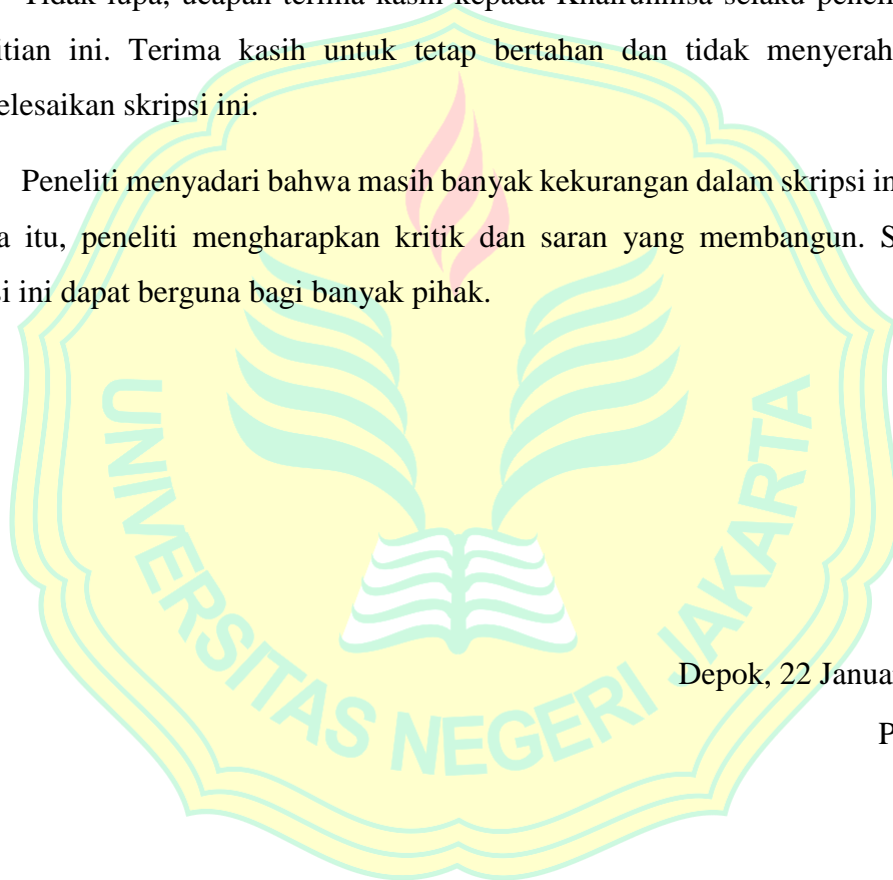 Tidak lupa, ucapan terima kasih kepada Khairunnisa selaku penel
itian ini. Terima kasih untuk tetap bertahan dan tidak menyerah
elesaikan skripsi ini.
Peneliti menyadari bahwa masih banyak kekurangan dalam skripsi in
a itu, peneliti mengharapkan kritik dan saran yang membangun. S
si ini dapat berguna bagi banyak pihak.
UNIVERSITAS NEGERI JAKARTA
Depok, 22 Janua
P